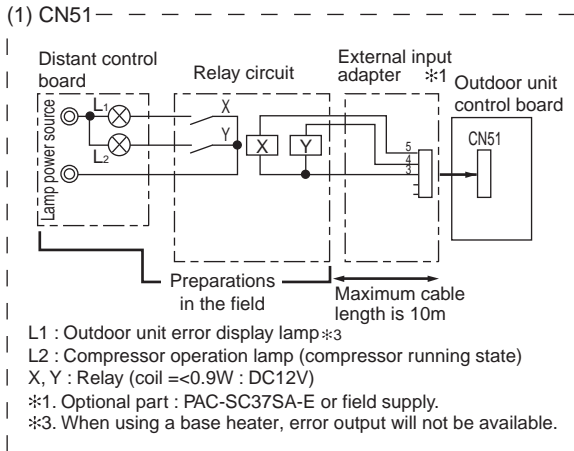 (1) CN51
Distant control
board
Relay circuit
External input
adapter ※1
Outdoor unit
control board
Lamp power source
L1
L2
X
Y
X
Y
5
4
3
CN51
Preparations
in the field
Maximum cable
length is 10m
L1 : Outdoor unit error display lamp※3
L2 : Compressor operation lamp (compressor running state)
X, Y : Relay (coil =<0.9W : DC12V)
※1. Optional part : PAC-SC37SA-E or field supply.
※3. When using a base heater, error output will not be available.